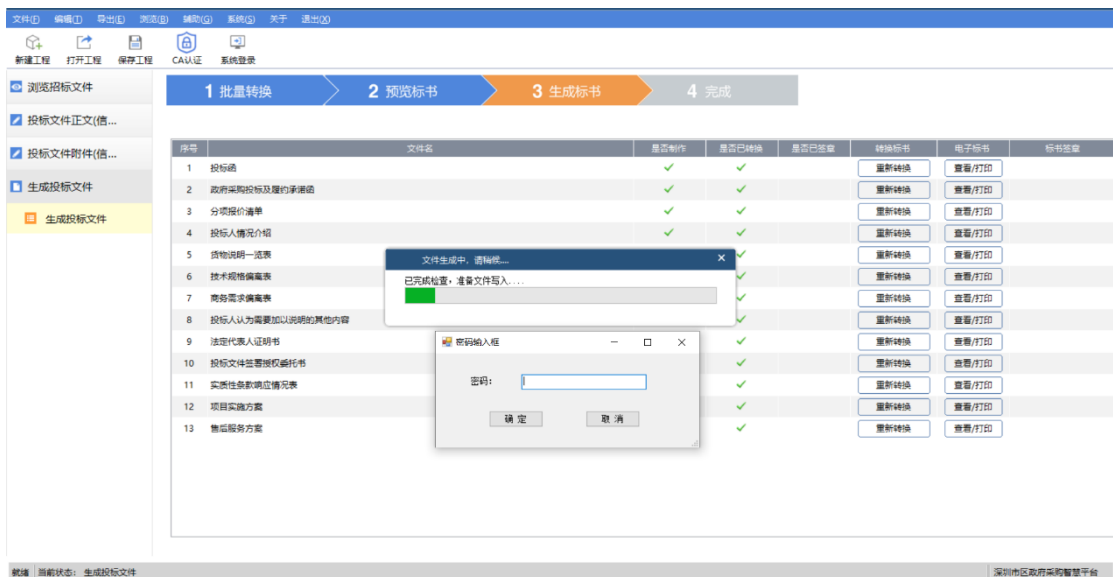 文件(F) 编辑(I) 导出(E) 浏览(B) 辅助(G) 系统(S) 关于 退出(X)
新建工程 打开工程 保存工程 CA认证 系统登录
浏览招标文件
投标文件正文(信...
投标文件附件(信...
生成投标文件
生成投标文件
1 批量转换 2 预览标书 3 生成标书 4 完成
序号 文件名 是否制作 是否已转换 是否已签章 转换标书 电子标书 标书签章
1 投标函 重新转换 查看/打印
2 政府采购投标及履约承诺函 重新转换 查看/打印
3 分项报价清单 重新转换 查看/打印
4 投标人情况介绍 重新转换 查看/打印
5 货物说明一览表 重新转换 查看/打印
6 技术规格偏离表 重新转换 查看/打印
7 商务需求偏离表 重新转换 查看/打印
8 投标人认为需要加以说明的其他内容 重新转换 查看/打印
9 法定代表人证明书 重新转换 查看/打印
10 投标文件签署授权委托书 重新转换 查看/打印
11 实质性条款响应情况表 重新转换 查看/打印
12 项目实施方案 重新转换 查看/打印
13 售后服务方案 重新转换 查看/打印
文件生成中，请稍候....
已完成检查，准备文件写入....
密码输入框
密码：
确 定 取 消
就绪 当前状态： 生成投标文件 深圳市区政府采购智慧平台